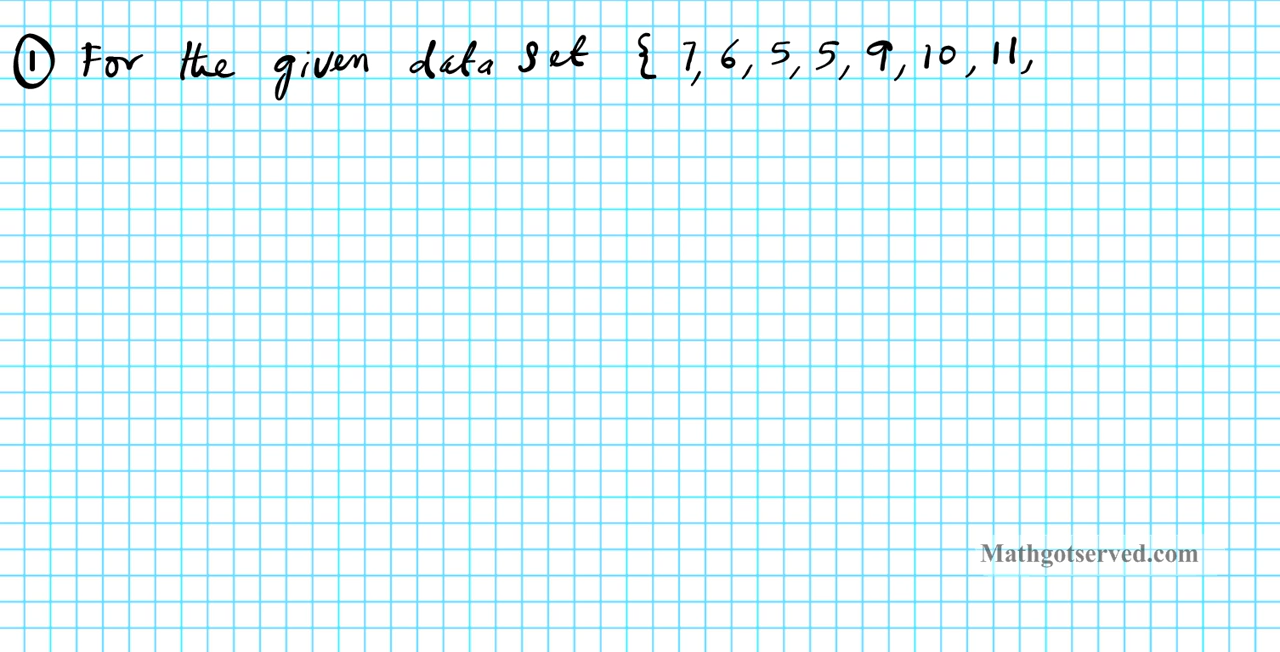 ① For the given data set { 7, 6, 5, 5, 9, 10, 11,
Mathgotserved.com